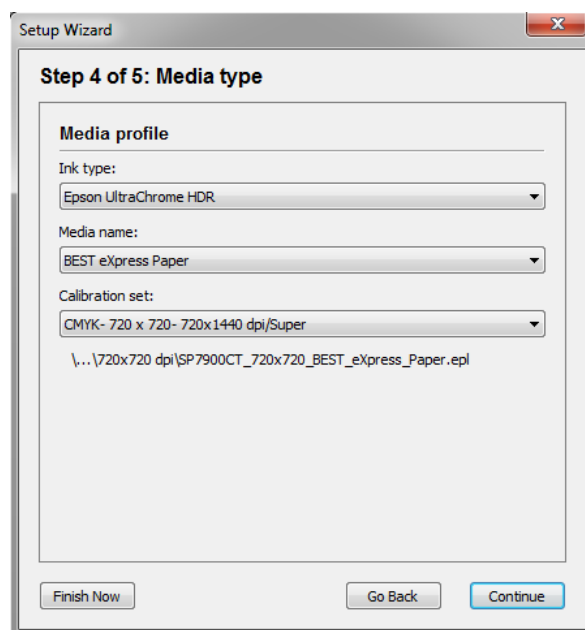 Setup Wizard
Step 4 of 5: Media type
Media profile
Ink type:
Epson UltraChrome HDR
Media name:
BEST eXpress Paper
Calibration set:
CMYK- 720 x 720- 720x1440 dpi/Super
\...\720x720 dpi\SP7900CT_720x720_BEST_eXpress_Paper.epl
Finish Now Go Back Continue